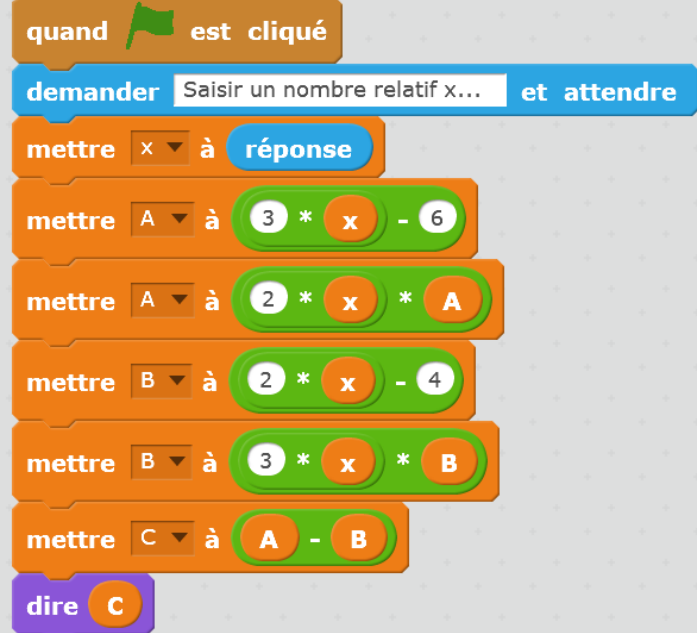 quand est cliqué
demander Saisir un nombre relatif x... et attendre
mettre x à réponse
mettre A à 3 * x - 6
mettre A à 2 * x * A
mettre B à 2 * x - 4
mettre B à 3 * x * B
mettre C à A - B
dire C